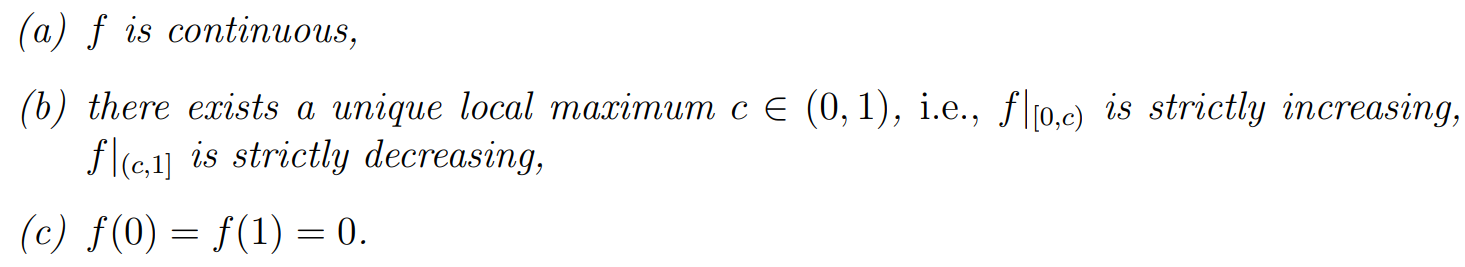 (a) f is continuous,
(b) there exists a unique local maximum c ∈ (0, 1), i.e., f|[0,c) is strictly increasing,
f|(c,1] is strictly decreasing,
(c) f(0) = f(1) = 0.